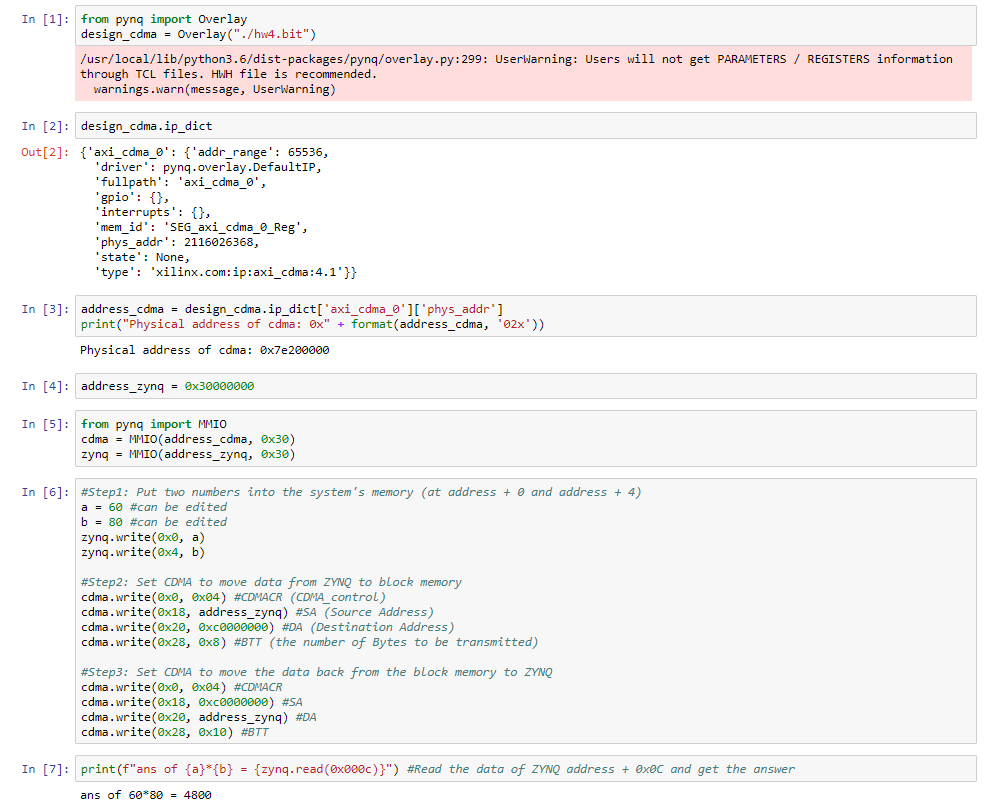 In [1]: from pynq import Overlay
design_cdma = Overlay("./hw4.bit")
/usr/local/lib/python3.6/dist-packages/pynq/overlay.py:299: UserWarning: Users will not get PARAMETERS / REGISTERS information
through TCL files. HWH file is recommended.
  warnings.warn(message, UserWarning)
In [2]: design_cdma.ip_dict
Out[2]: {'axi_cdma_0': {'addr_range': 65536,
  'driver': pynq.overlay.DefaultIP,
  'fullpath': 'axi_cdma_0',
  'gpio': {},
  'interrupts': {},
  'mem_id': 'SEG_axi_cdma_0_Reg',
  'phys_addr': 2116026368,
  'state': None,
  'type': 'xilinx.com:ip:axi_cdma:4.1'}}
In [3]: address_cdma = design_cdma.ip_dict['axi_cdma_0']['phys_addr']
print("Physical address of cdma: 0x" + format(address_cdma, '02x'))
Physical address of cdma: 0x7e200000
In [4]: address_zynq = 0x30000000
In [5]: from pynq import MMIO
cdma = MMIO(address_cdma, 0x30)
zynq = MMIO(address_zynq, 0x30)
In [6]: #Step1: Put two numbers into the system's memory (at address + 0 and address + 4)
a = 60 #can be edited
b = 80 #can be edited
zynq.write(0x0, a)
zynq.write(0x4, b)
#Step2: Set CDMA to move data from ZYNQ to block memory
cdma.write(0x0, 0x04) #CDMACR (CDMA_control)
cdma.write(0x18, address_zynq) #SA (Source Address)
cdma.write(0x20, 0xc0000000) #DA (Destination Address)
cdma.write(0x28, 0x8) #BTT (the number of Bytes to be transmitted)
#Step3: Set CDMA to move the data back from the block memory to ZYNQ
cdma.write(0x0, 0x04) #CDMACR
cdma.write(0x18, 0xc0000000) #SA
cdma.write(0x20, address_zynq) #DA
cdma.write(0x28, 0x10) #BTT
In [7]: print(f"ans of {a}*{b} = {zynq.read(0x000c)}") #Read the data of ZYNQ address + 0x0C and get the answer
ans of 60*80 = 4800